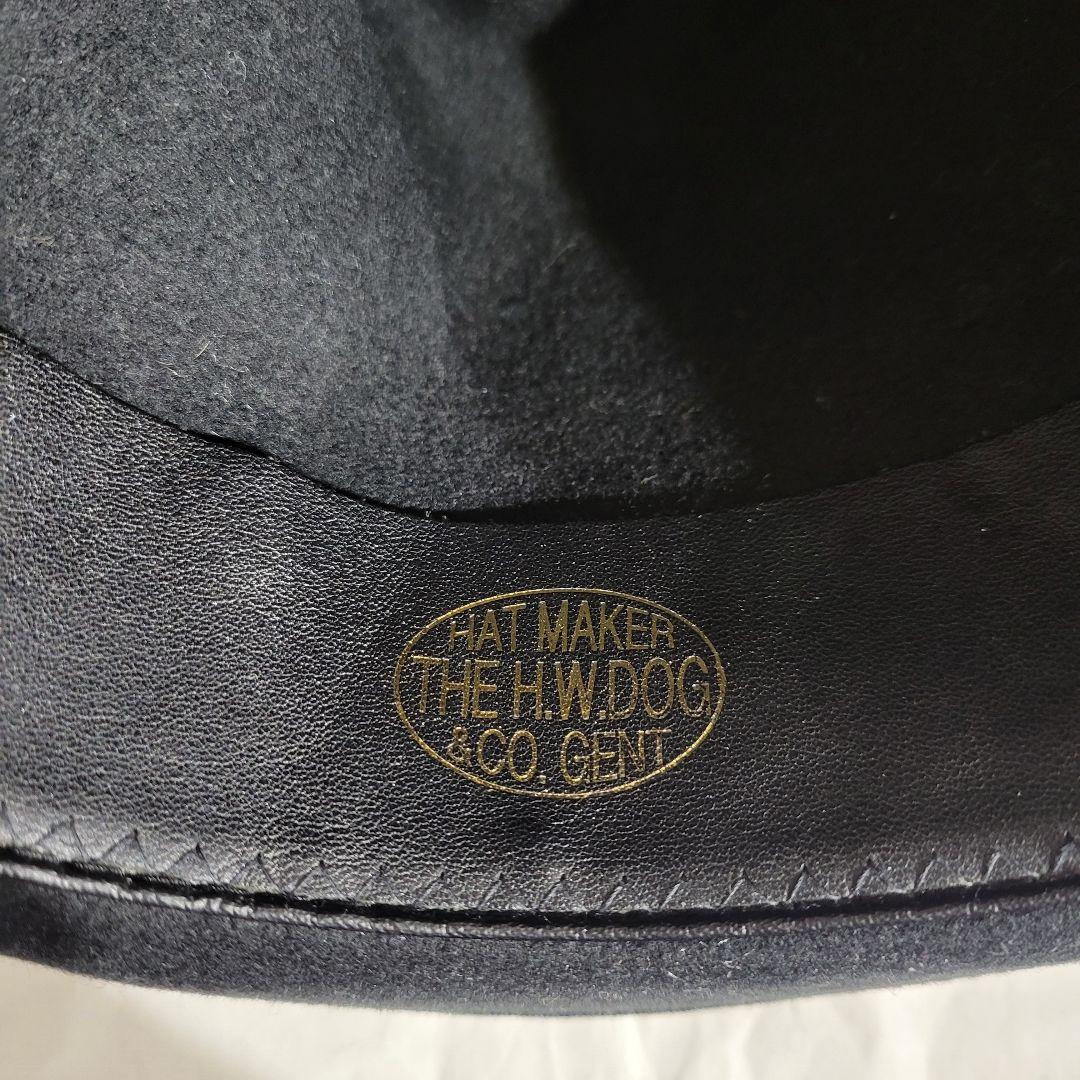 HAT MAKER
THE H.W.DOG
&CO. GENT